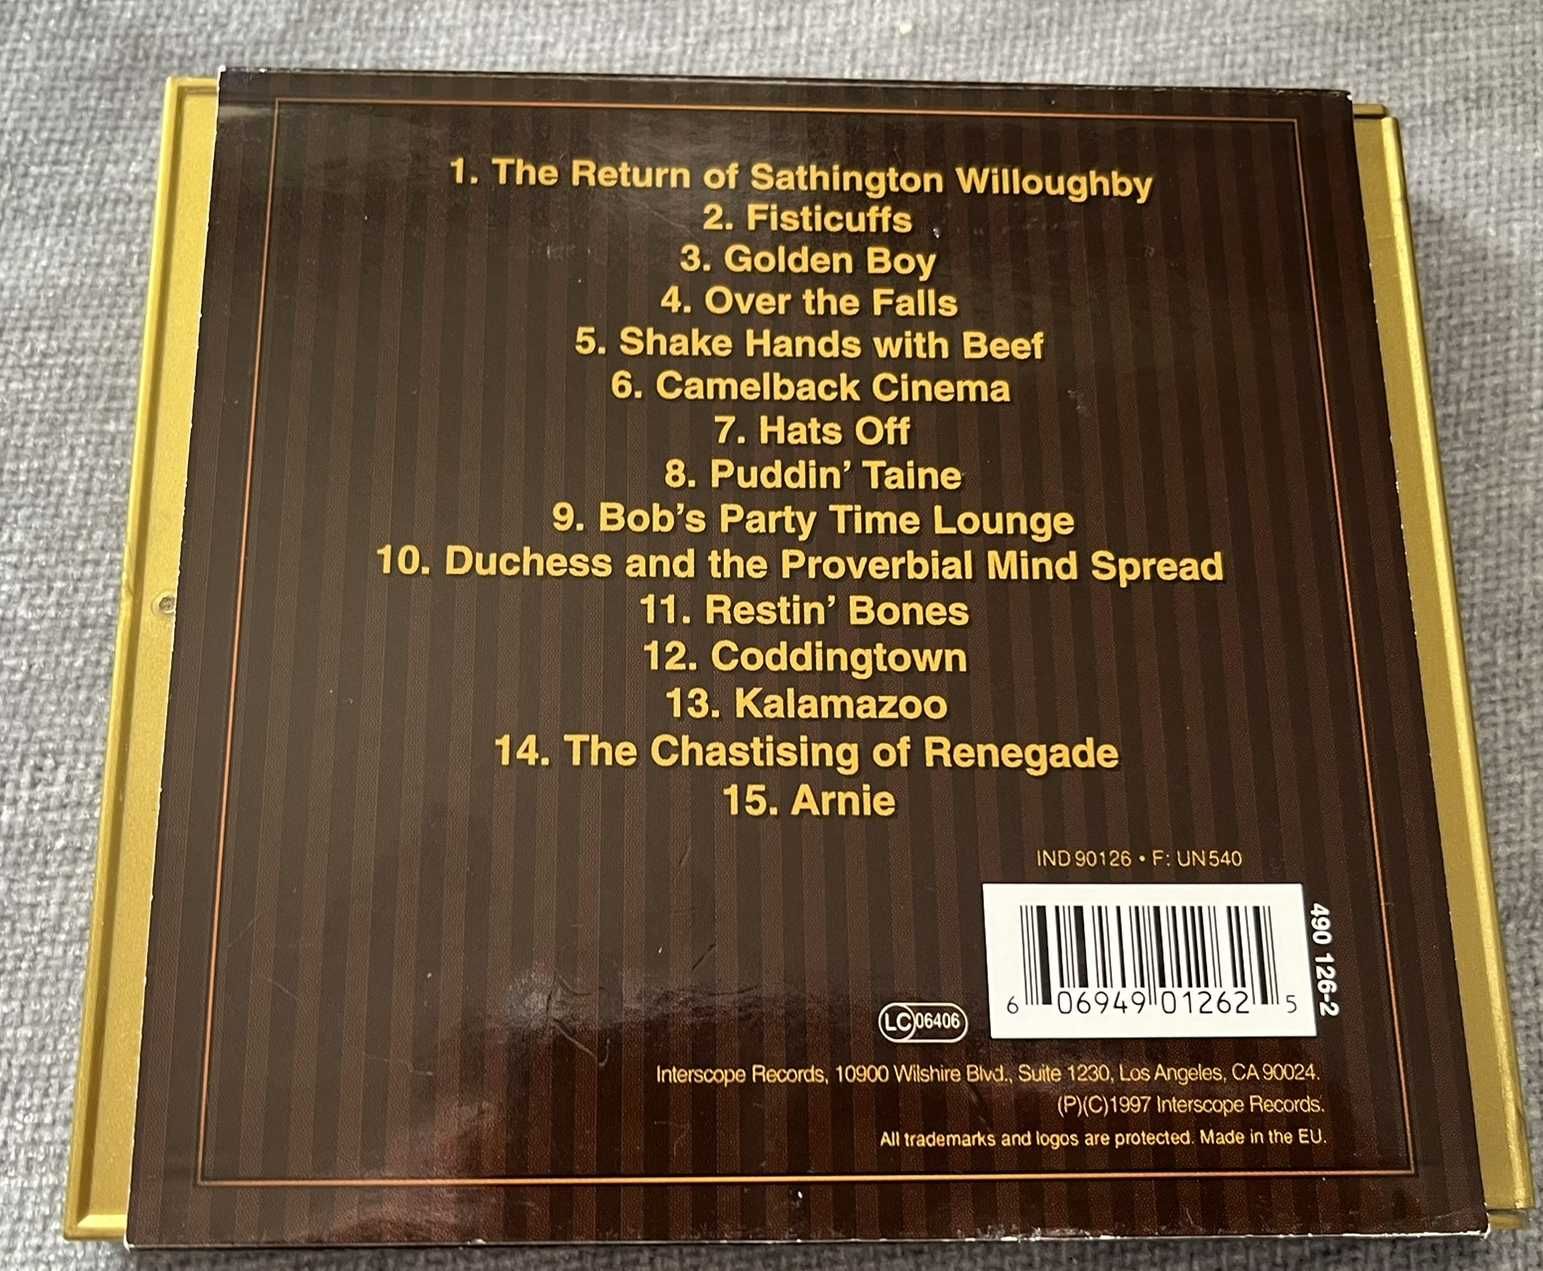 1. The Return of Sathington Willoughby
2. Fisticuffs
3. Golden Boy
4. Over the Falls
5. Shake Hands with Beef
6. Camelback Cinema
7. Hats Off
8. Puddin’ Taine
9. Bob’s Party Time Lounge
10. Duchess and the Proverbial Mind Spread
11. Restin’ Bones
12. Coddingtown
13. Kalamazoo
14. The Chastising of Renegade
15. Arnie
IND 90126 • F: UN 540
490 126-2
6 06949 01262 5
LC 06406
Interscope Records, 10900 Wilshire Blvd., Suite 1230, Los Angeles, CA 90024.
(P)(C)1997 Interscope Records.
All trademarks and logos are protected. Made in the EU.